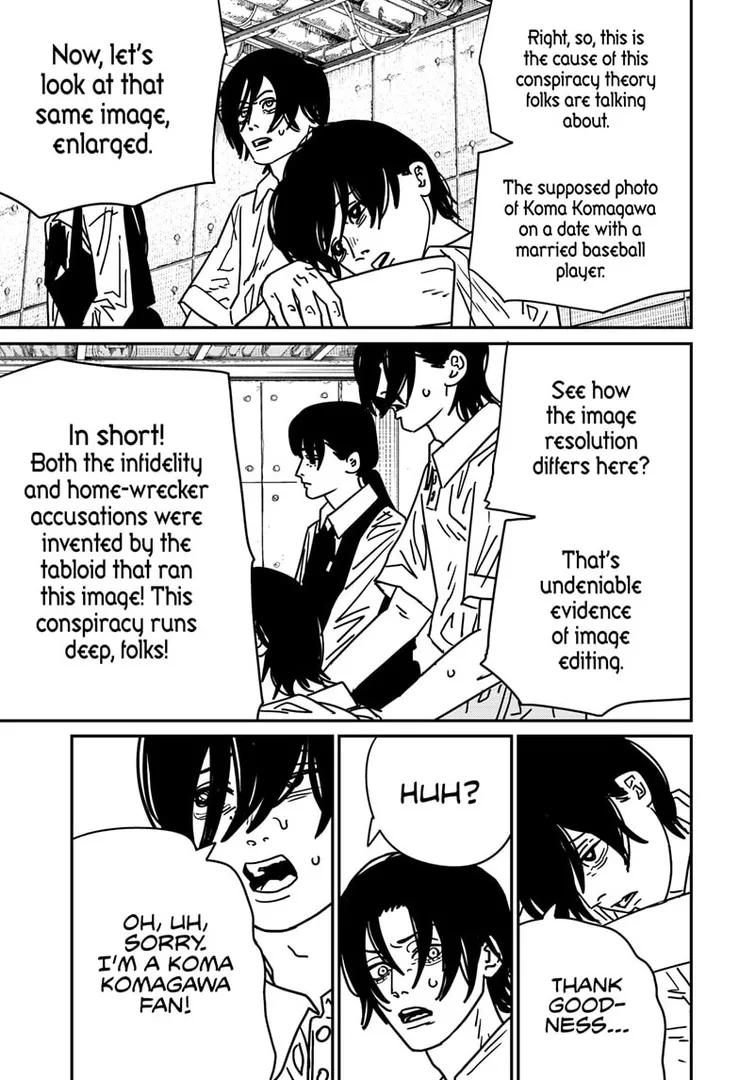 Right, so, this is
the cause of this
conspiracy theory
folks are talking
about.
The supposed photo
of Koma Komagawa
on a date with a
married baseball
player.
Now, let's
look at that
same image,
enlarged.
See how
the image
resolution
differs here?
That's
undeniable
evidence
of image
editing.
In short!
Both the infidelity
and home-wrecker
accusations were
invented by the
tabloid that ran
this image! This
conspiracy runs
deep, folks!
THANK
GOOD-
NESS...
HUH?
OH, UH,
SORRY.
I'M A KOMA
KOMAGAWA
FAN!